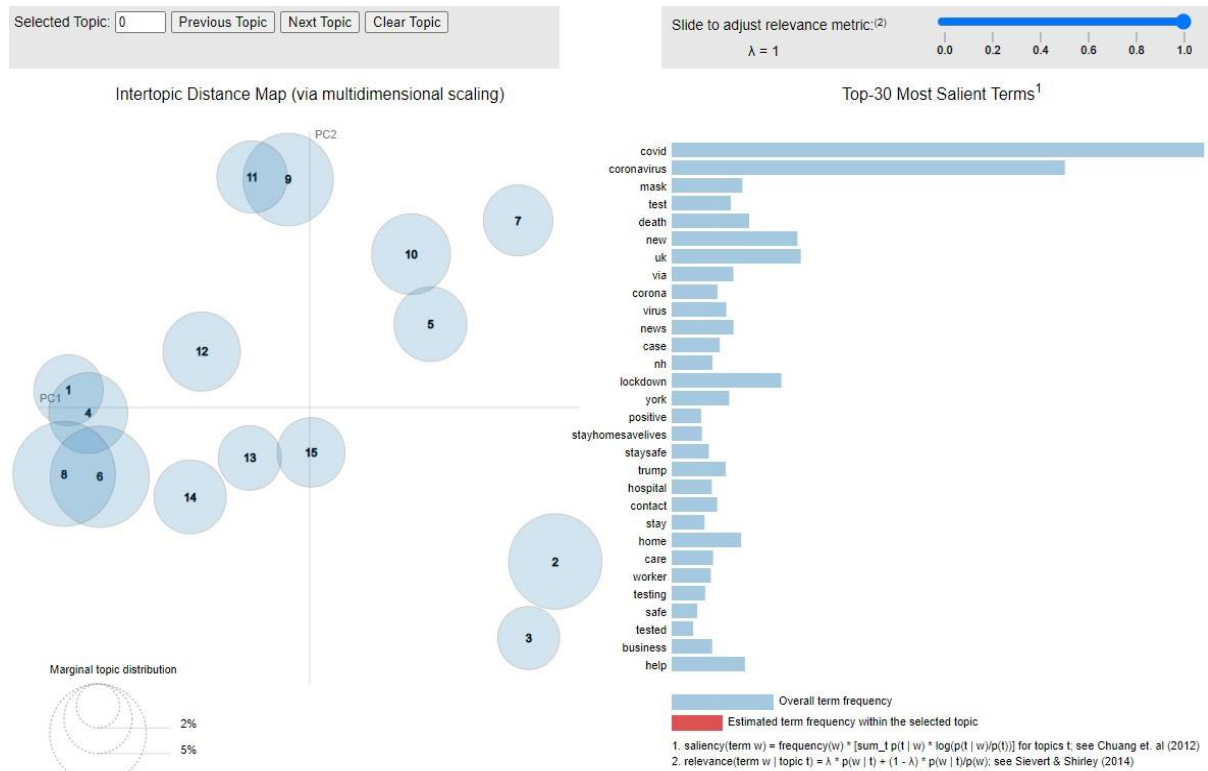 Selected Topic: 0 Previous Topic Next Topic Clear Topic
Slide to adjust relevance metric:(2)
λ = 1
0.0 0.2 0.4 0.6 0.8 1.0
Intertopic Distance Map (via multidimensional scaling)
PC2
PC1
11
9
7
10
5
12
1
4
8
6
13
15
14
2
3
Marginal topic distribution
2%
5%
Top-30 Most Salient Terms1
covid
coronavirus
mask
test
death
new
uk
via
corona
virus
news
case
nh
lockdown
york
positive
stayhomesavelives
staysafe
trump
hospital
contact
stay
home
care
worker
testing
safe
tested
business
help
Overall term frequency
Estimated term frequency within the selected topic
1. saliency(term w) = frequency(w) * [sum_t p(t | w) * log(p(t | w)/p(t))] for topics t; see Chuang et. al (2012)
2. relevance(term w | topic t) = λ * p(w | t) + (1 - λ) * p(w | t)/p(w); see Sievert & Shirley (2014)